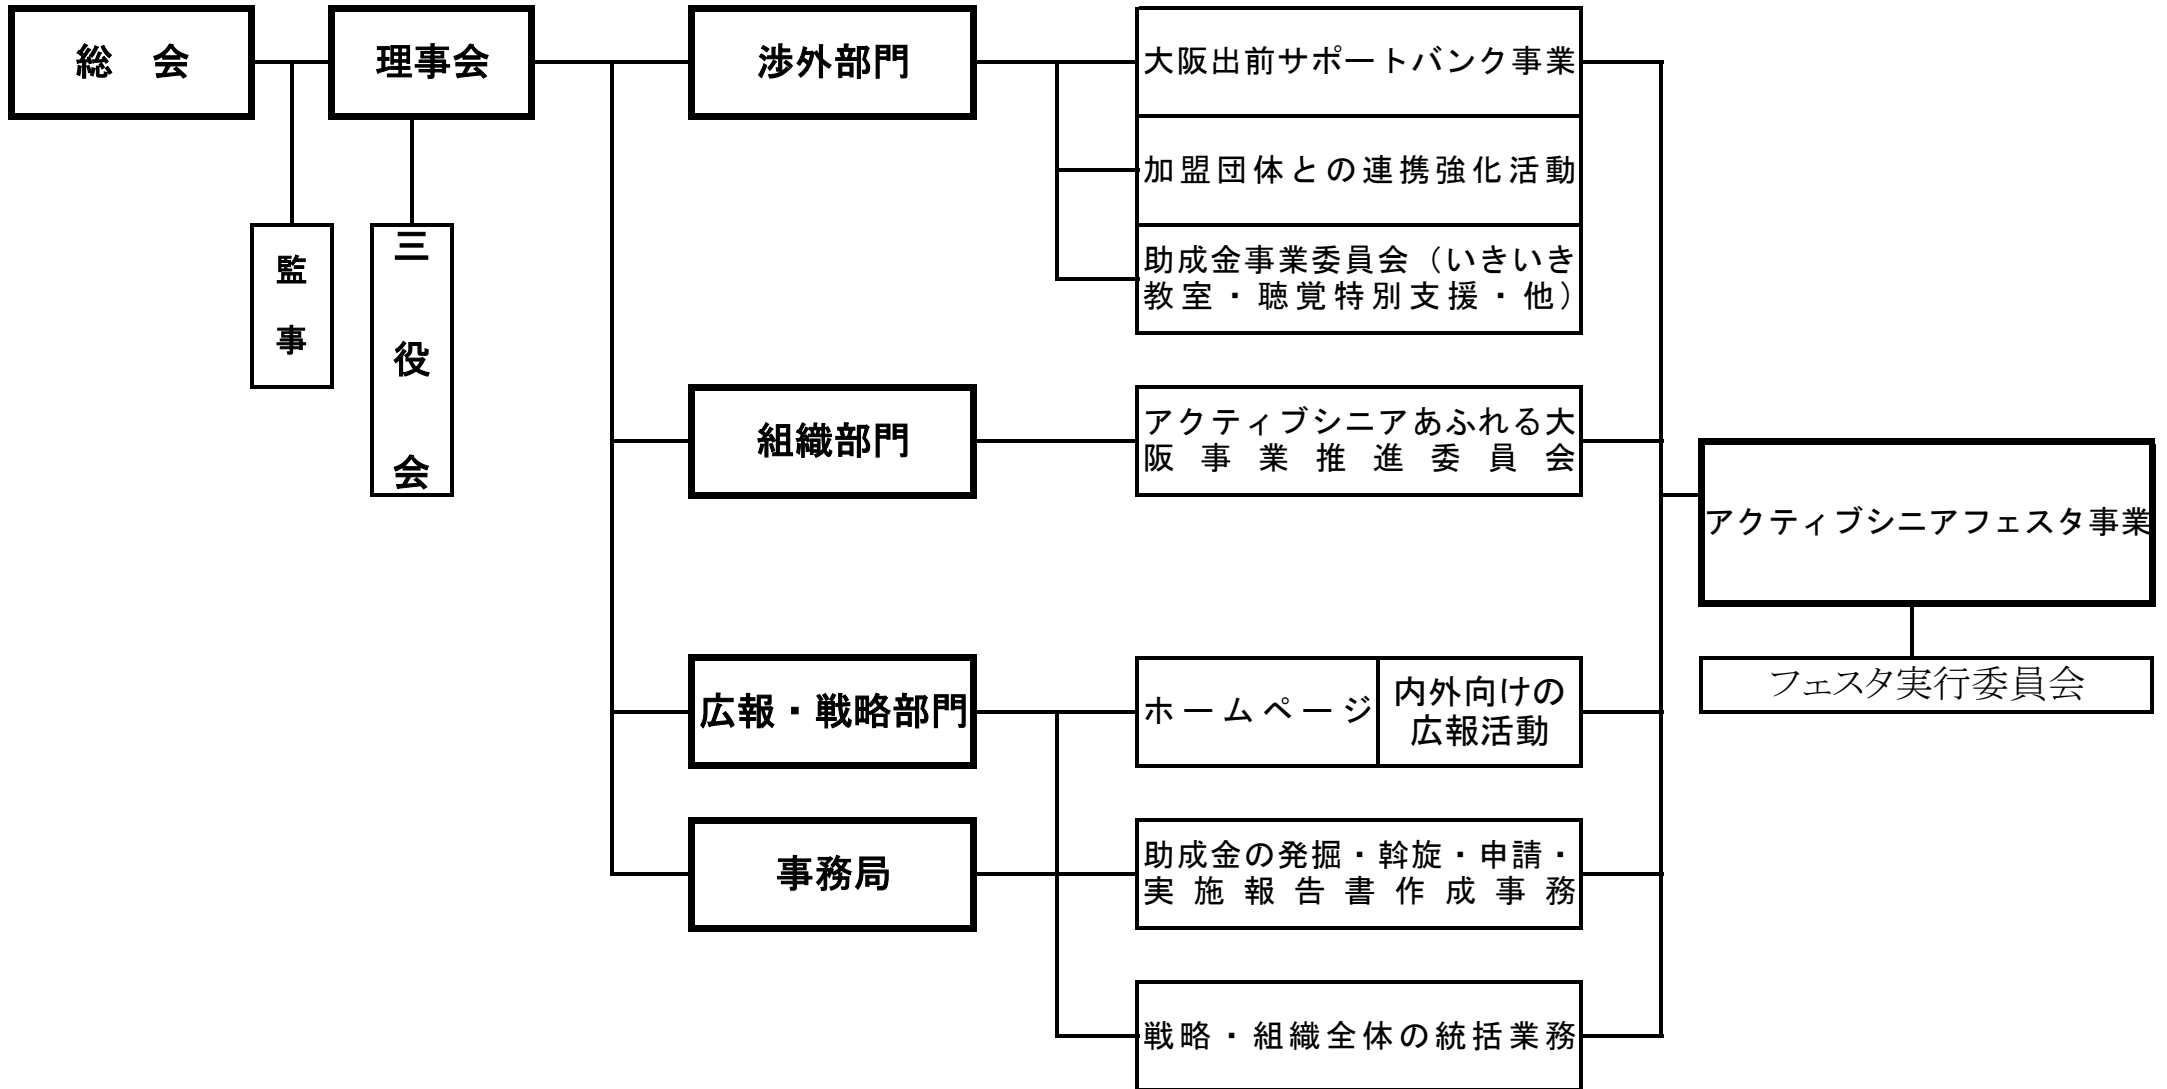 総　会
理事会
渉外部門
大阪出前サポートバンク事業
加盟団体との連携強化活動
助成金事業委員会（いきいき
教室・聴覚特別支援・他）
監事
三役会
組織部門
アクティブシニアあふれる大
阪事業推進委員会
アクティブシニアフェスタ事業
フェスタ実行委員会
広報・戦略部門
ホームページ
内外向けの
広報活動
事務局
助成金の発掘・斡旋・申請・
実施報告書作成事務
戦略・組織全体の統括業務